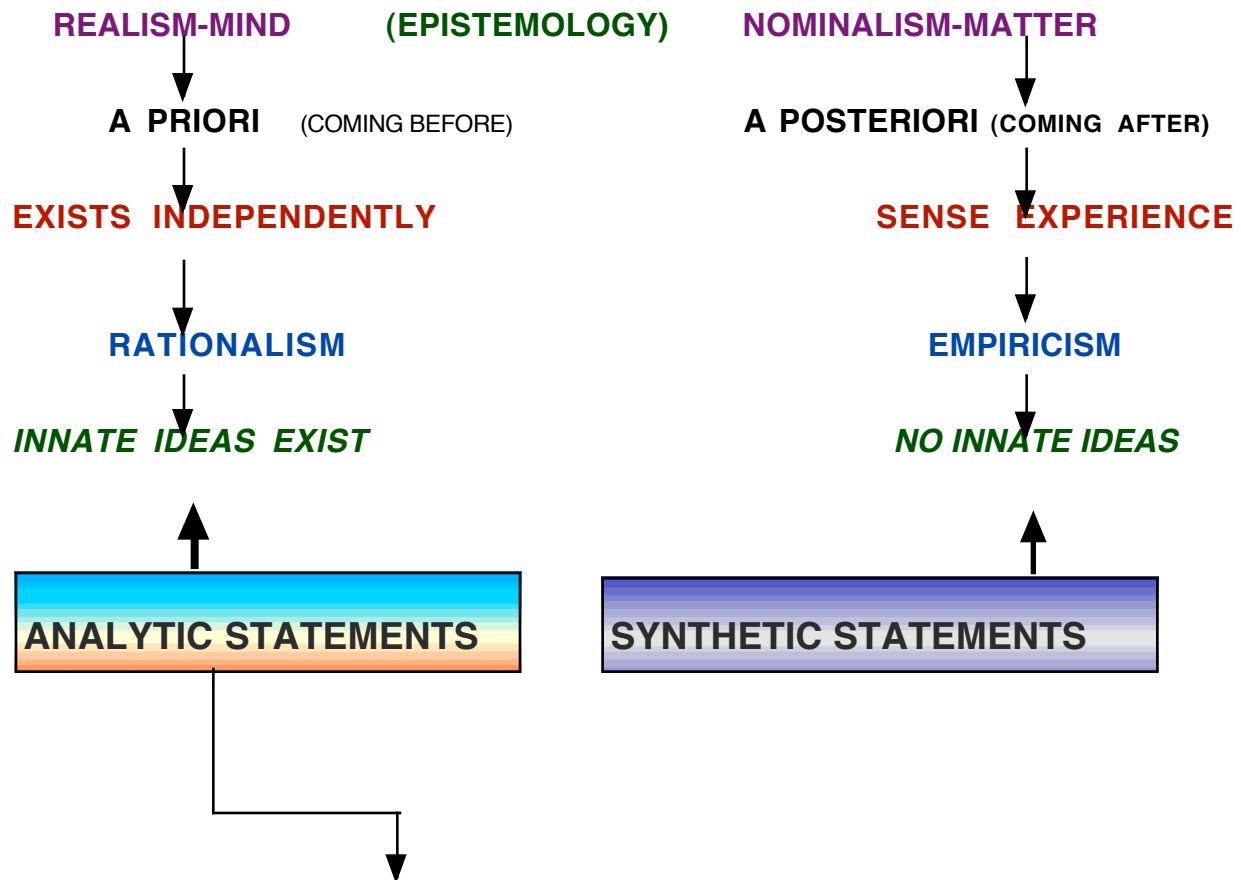 REALISM-MIND (EPISTEMOLOGY) NOMINALISM-MATTER
A PRIORI (COMING BEFORE) A POSTERIORI (COMING AFTER)
EXISTS INDEPENDENTLY SENSE EXPERIENCE
RATIONALISM EMPIRICISM
INNATE IDEAS EXIST NO INNATE IDEAS
ANALYTIC STATEMENTS SYNTHETIC STATEMENTS